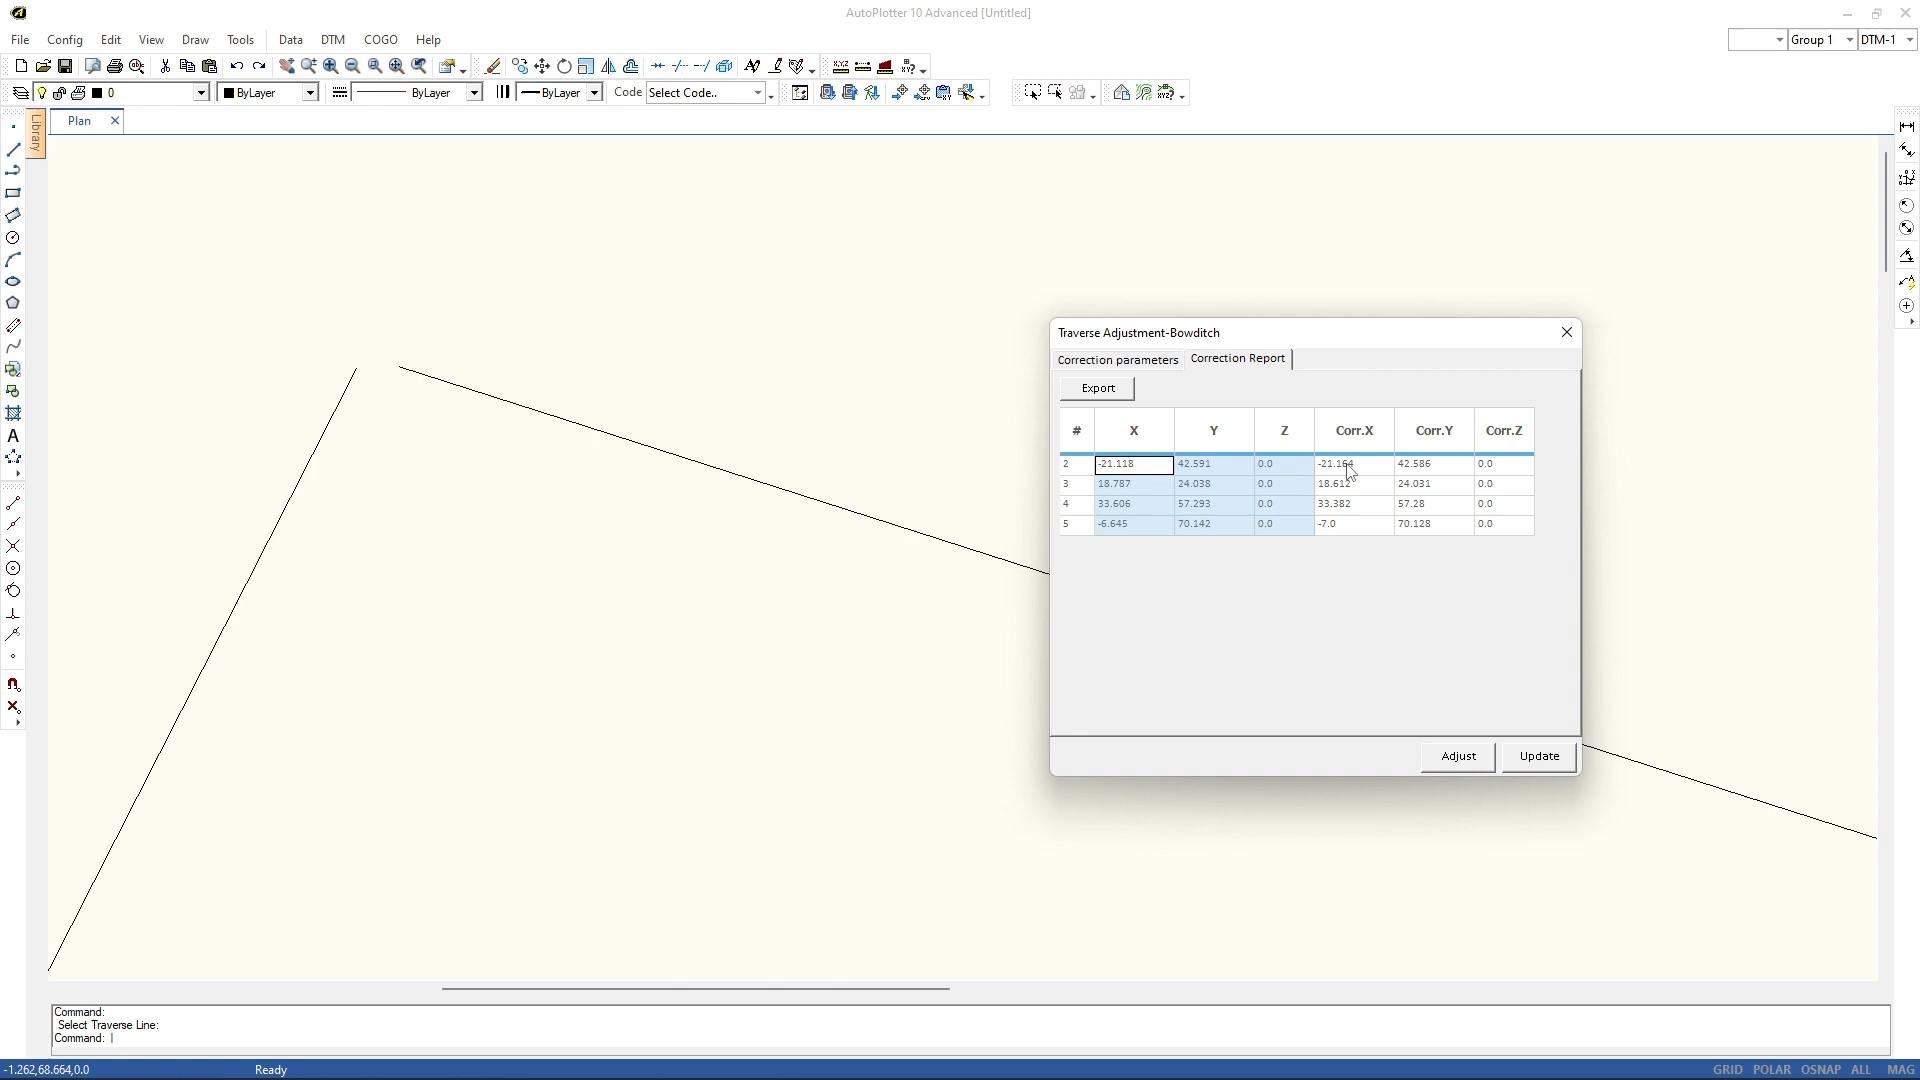 AutoPlotter 10 Advanced [Untitled]
File Config Edit View Draw Tools Data DTM COGO Help
Group 1 DTM-1
0 ByLayer ByLayer ByLayer Code Select Code..
Library
Plan
A
Traverse Adjustment-Bowditch
Correction parameters Correction Report
Export
# X Y Z Corr.X Corr.Y Corr.Z
2 -21.118 42.591 0.0 -21.164 42.586 0.0
3 18.787 24.038 0.0 18.612 24.031 0.0
4 33.606 57.293 0.0 33.382 57.28 0.0
5 -6.645 70.142 0.0 -7.0 70.128 0.0
Adjust Update
Command:
Select Traverse Line:
Command:
-1.262,68.664,0.0 Ready GRID POLAR OSNAP ALL MAG